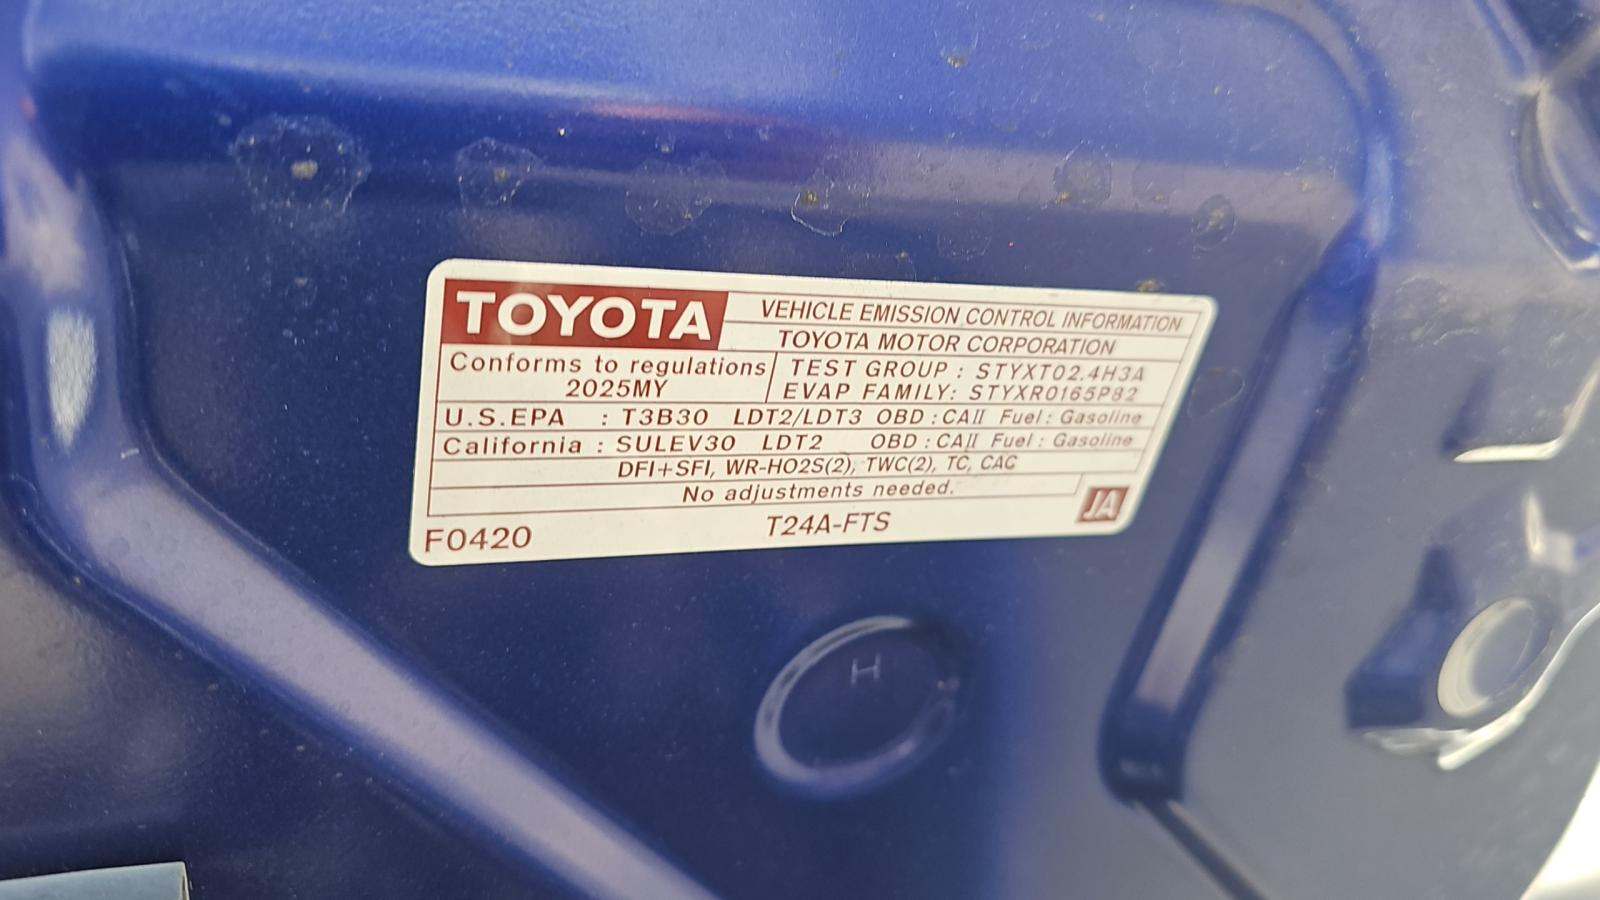 TOYOTA
VEHICLE EMISSION CONTROL INFORMATION
TOYOTA MOTOR CORPORATION
Conforms to regulations
2025MY
TEST GROUP : STYXT02.4H3A
EVAP FAMILY: STYXR0165P82
U.S.EPA : T3B30 LDT2/LDT3 OBD : CAII Fuel : Gasoline
California : SULEV30 LDT2 OBD : CAII Fuel : Gasoline
DFI+SFI, WR-HO2S(2), TWC(2), TC, CAC
No adjustments needed.
JA
F0420
T24A-FTS
H